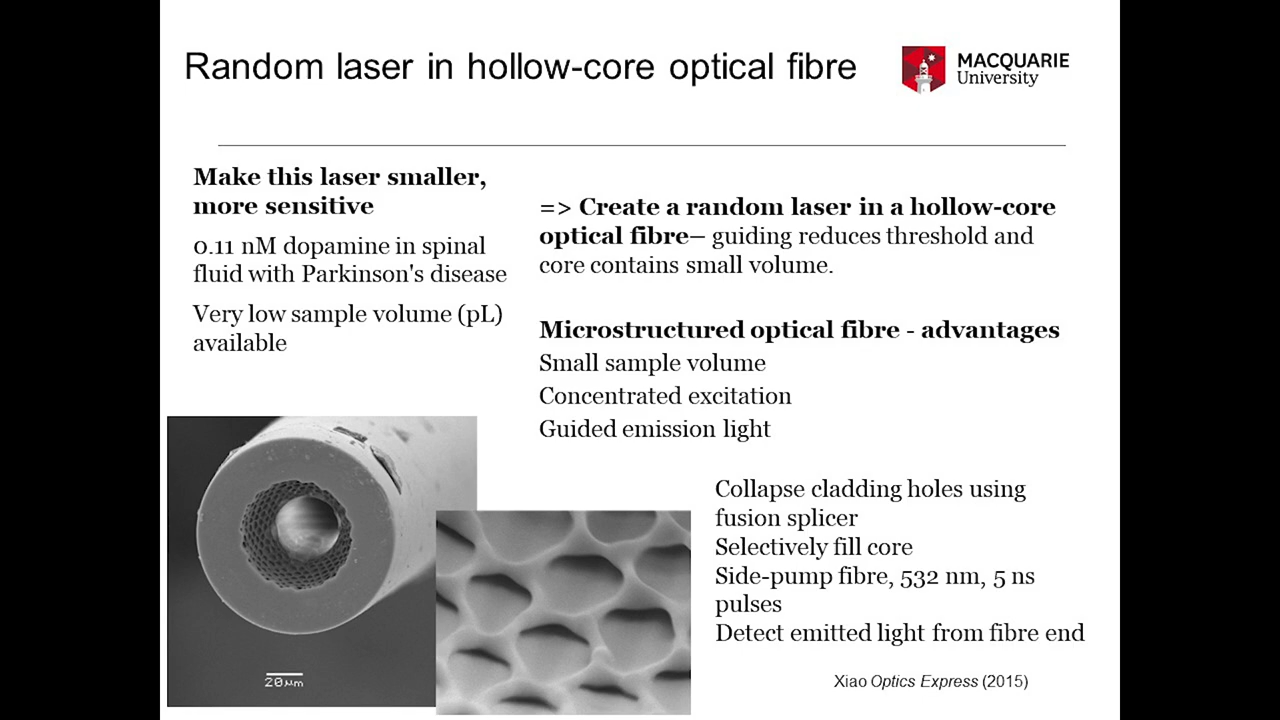 Random laser in hollow-core optical fibre
MACQUARIE
University
Make this laser smaller,
more sensitive
0.11 nM dopamine in spinal
fluid with Parkinson's disease
Very low sample volume (pL)
available
=> Create a random laser in a hollow-core
optical fibre– guiding reduces threshold and
core contains small volume.
Microstructured optical fibre - advantages
Small sample volume
Concentrated excitation
Guided emission light
Collapse cladding holes using
fusion splicer
Selectively fill core
Side-pump fibre, 532 nm, 5 ns
pulses
Detect emitted light from fibre end
20μm
Xiao Optics Express (2015)